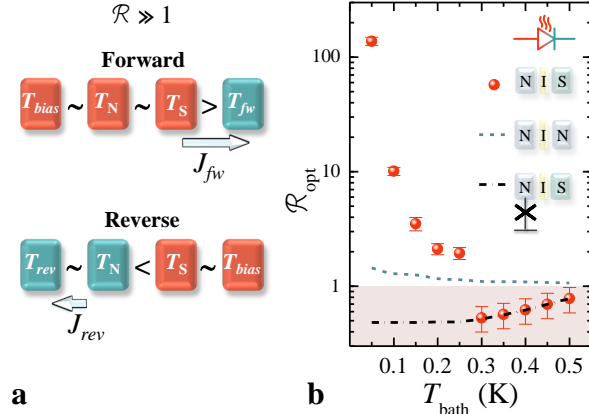 ℛ ≫ 1
Forward
T_bias ~ T_N ~ T_S > T_fw
J_fw
Reverse
T_rev ~ T_N < T_S ~ T_bias
J_rev
a
ℛ_opt
100
10
1
N I S
N I N
N I S
0.1 0.2 0.3 0.4 0.5
T_bath (K)
b